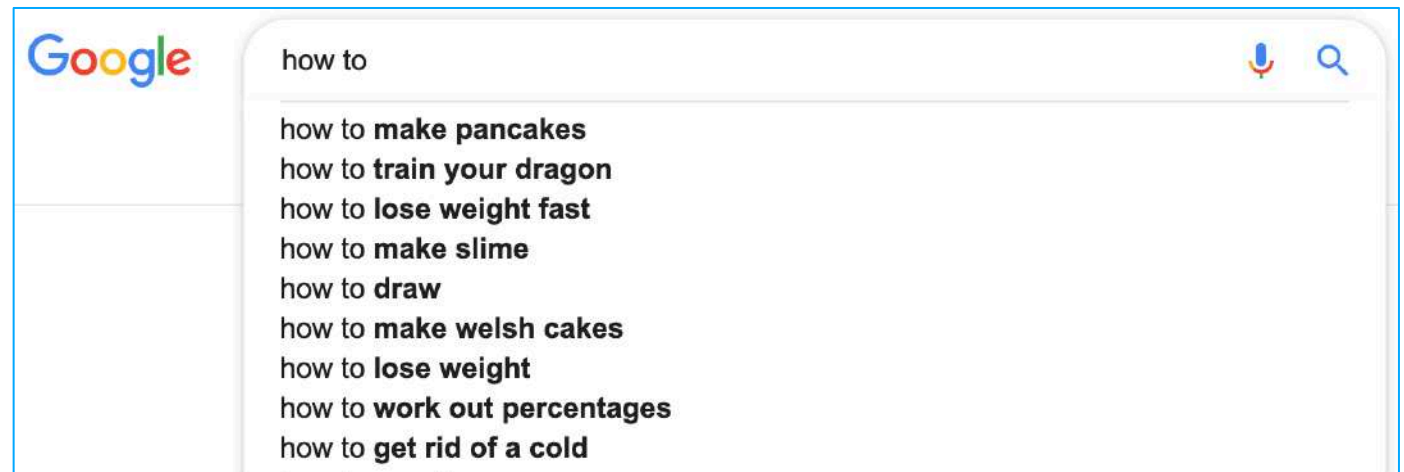 Google
how to
how to make pancakes
how to train your dragon
how to lose weight fast
how to make slime
how to draw
how to make welsh cakes
how to lose weight
how to work out percentages
how to get rid of a cold